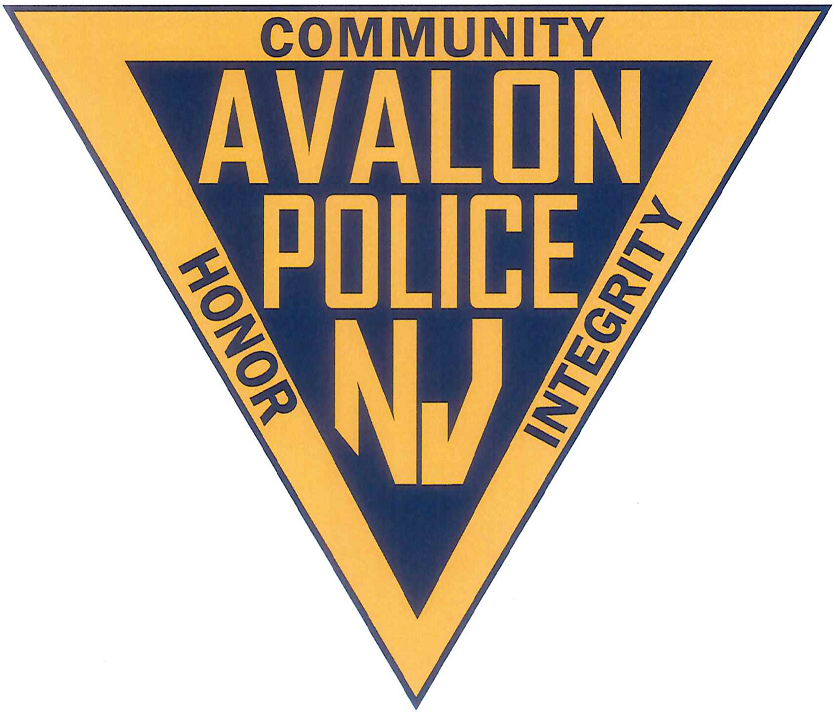 COMMUNITY
AVALON
POLICE
NJ
HONOR
INTEGRITY